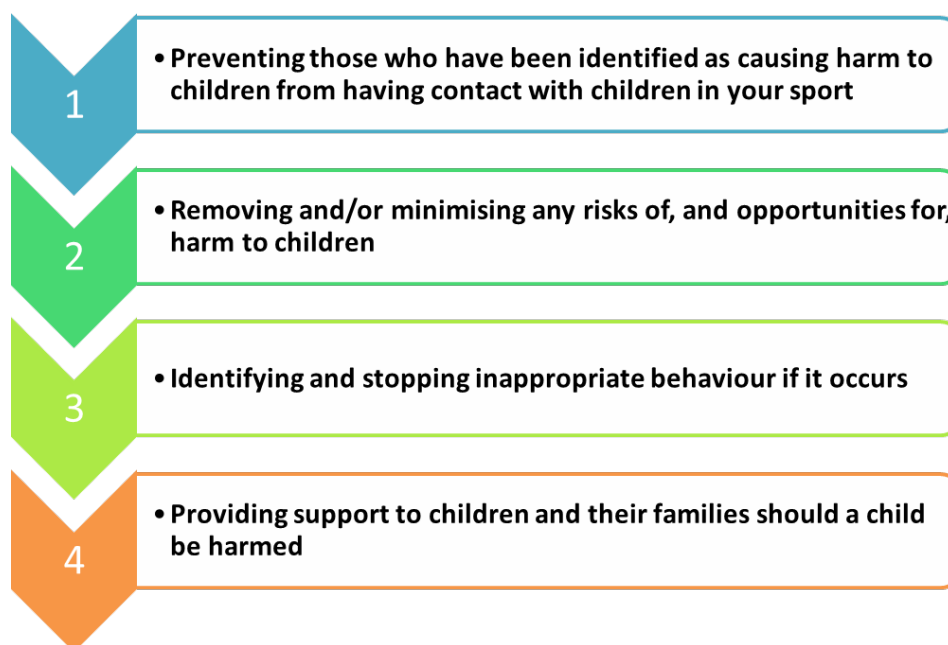 1
• Preventing those who have been identified as causing harm to
children from having contact with children in your sport
2
• Removing and/or minimising any risks of, and opportunities for,
harm to children
3
• Identifying and stopping inappropriate behaviour if it occurs
4
• Providing support to children and their families should a child
be harmed